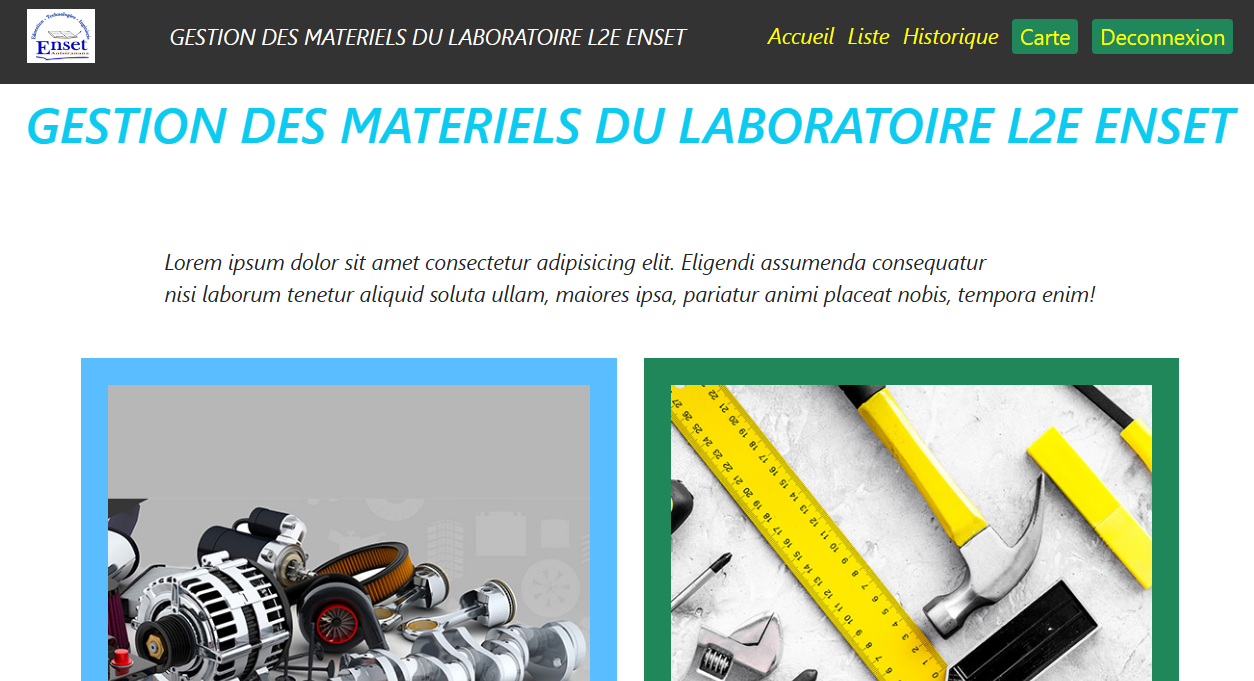 Enset
GESTION DES MATERIELS DU LABORATOIRE L2E ENSET
Accueil Liste Historique Carte Deconnexion
GESTION DES MATERIELS DU LABORATOIRE L2E ENSET
Lorem ipsum dolor sit amet consectetur adipisicing elit. Eligendi assumenda consequatur
nisi laborum tenetur aliquid soluta ullam, maiores ipsa, pariatur animi placeat nobis, tempora enim!